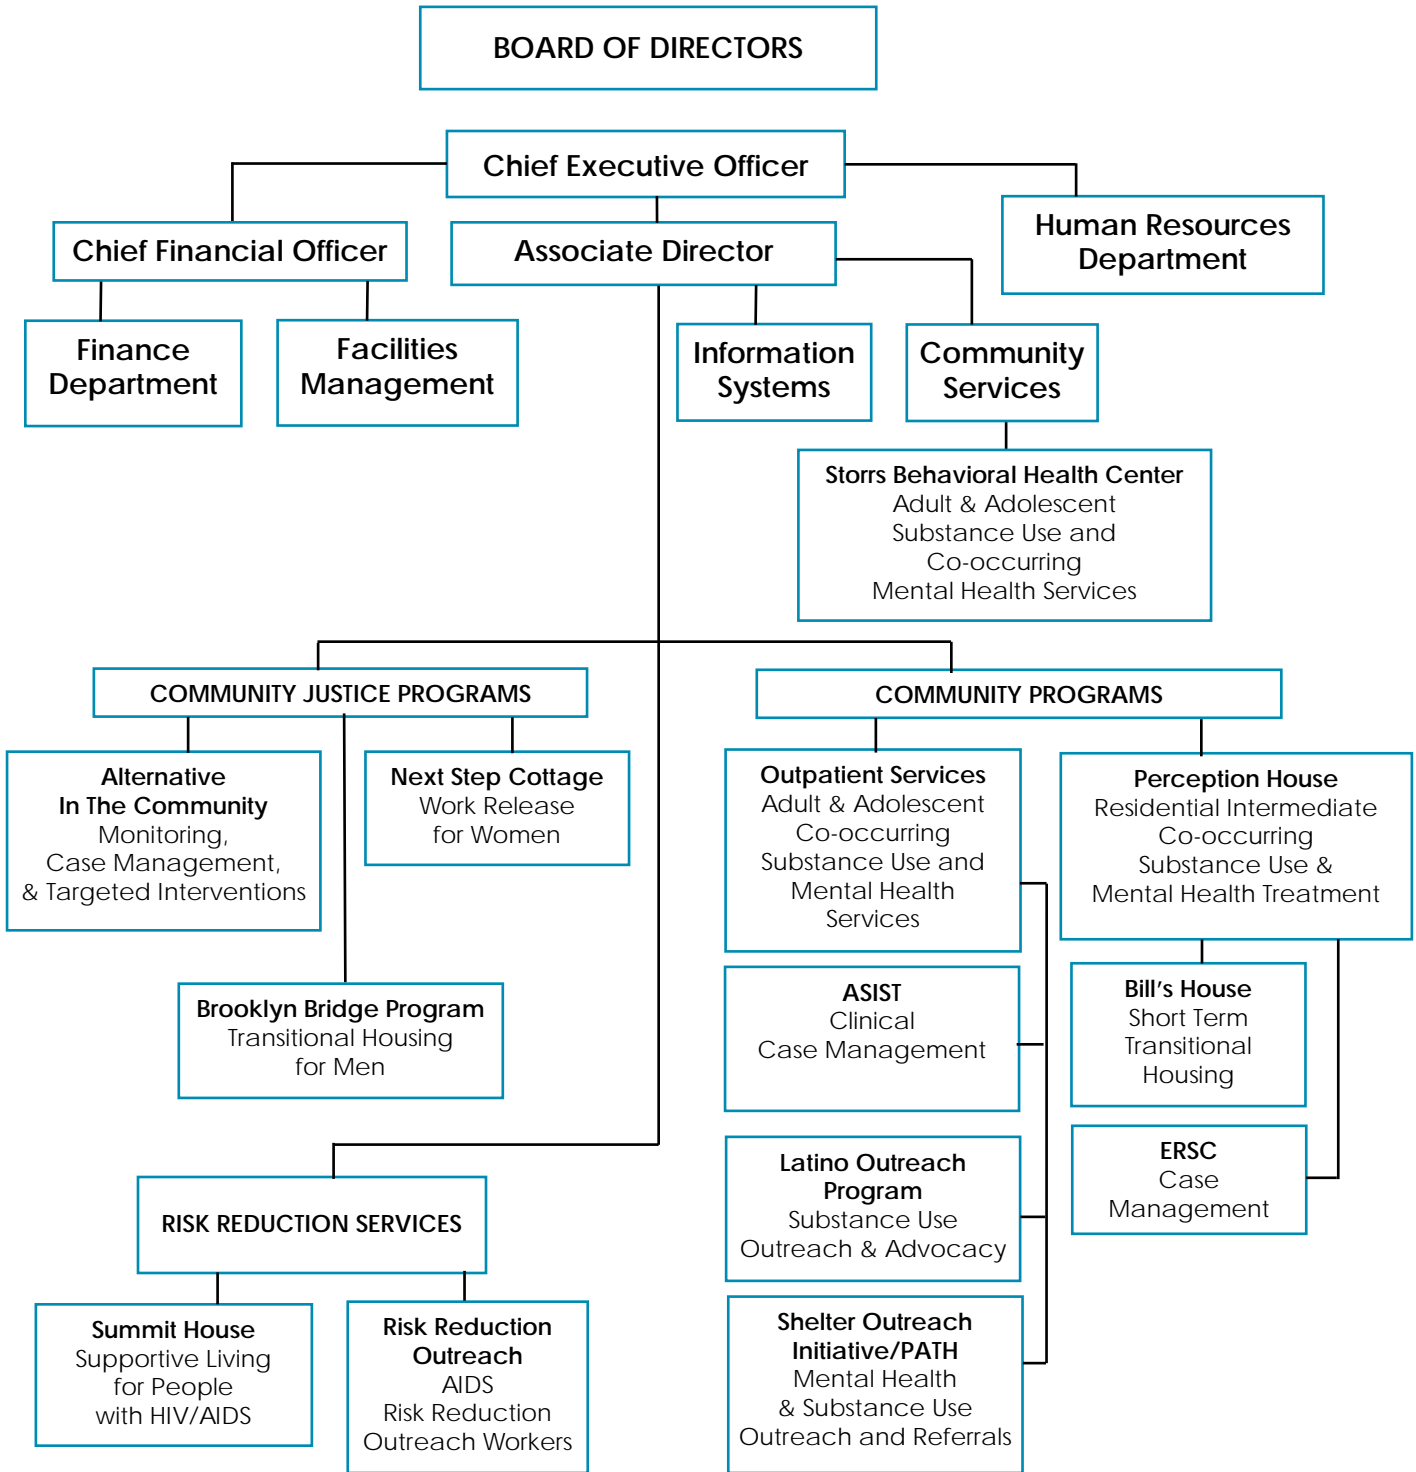 BOARD OF DIRECTORS
Chief Executive Officer
Chief Financial Officer
Associate Director
Human Resources
Department
Finance
Department
Facilities
Management
Information
Systems
Community
Services
Storrs Behavioral Health Center
Adult & Adolescent
Substance Use and
Co-occurring
Mental Health Services
COMMUNITY JUSTICE PROGRAMS
COMMUNITY PROGRAMS
Alternative
In The Community
Monitoring,
Case Management,
& Targeted Interventions
Next Step Cottage
Work Release
for Women
Brooklyn Bridge Program
Transitional Housing
for Men
Outpatient Services
Adult & Adolescent
Co-occurring
Substance Use and
Mental Health
Services
Perception House
Residential Intermediate
Co-occurring
Substance Use &
Mental Health Treatment
ASIST
Clinical
Case Management
Bill's House
Short Term
Transitional
Housing
Latino Outreach
Program
Substance Use
Outreach & Advocacy
ERSC
Case
Management
RISK REDUCTION SERVICES
Summit House
Supportive Living
for People
with HIV/AIDS
Risk Reduction
Outreach
AIDS
Risk Reduction
Outreach Workers
Shelter Outreach
Initiative/PATH
Mental Health
& Substance Use
Outreach and Referrals